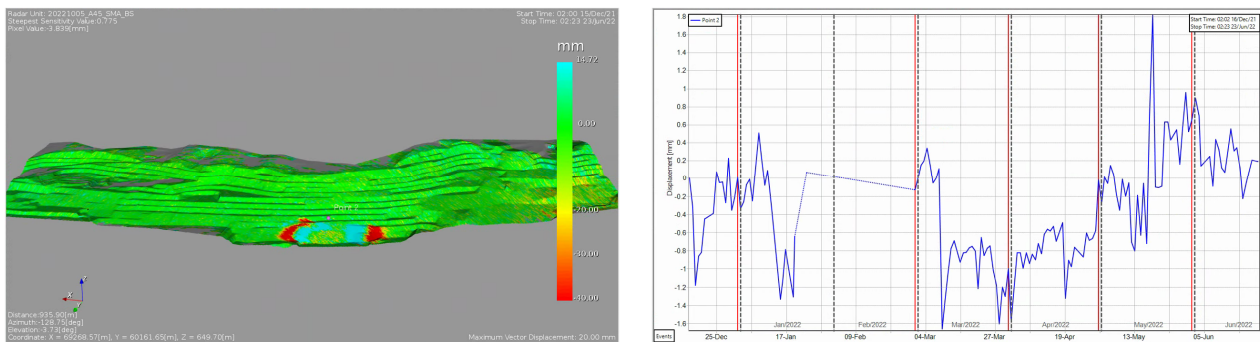 Radar Unit: 20221005_A45_SMA_BS
Steepest Sensitivity Value:0.775
Pixel Value:-3.839[mm]
Start Time: 02:00 15/Dec/21
Stop Time: 02:23 23/Jun/22
mm
14.72
0.00
-20.00
-30.00
-40.00
Point 2
X
Y
Distance:935.90[m]
Azimuth:-128.75[deg]
Elevation: 3.73[deg]
Coordinate: X = 69268.57[m], Y = 60161.65[m], Z = 649.70[m]
Maximum Vector Displacement: 20.00 mm
Point 2
Start Time: 02:02 16/Dec/21
Stop Time: 02:23 23/Jun/22
Displacement [mm]
1.8
1.6
1.4
1.2
1
0.8
0.6
0.4
0.2
0
-0.2
-0.4
-0.6
-0.8
-1
-1.2
-1.4
-1.6
Jan/2022 Feb/2022 Mar/2022 Apr/2022 May/2022 Jun/2022
Events
25-Dec 17-Jan 09-Feb 04-Mar 27-Mar 19-Apr 13-May 05-Jun